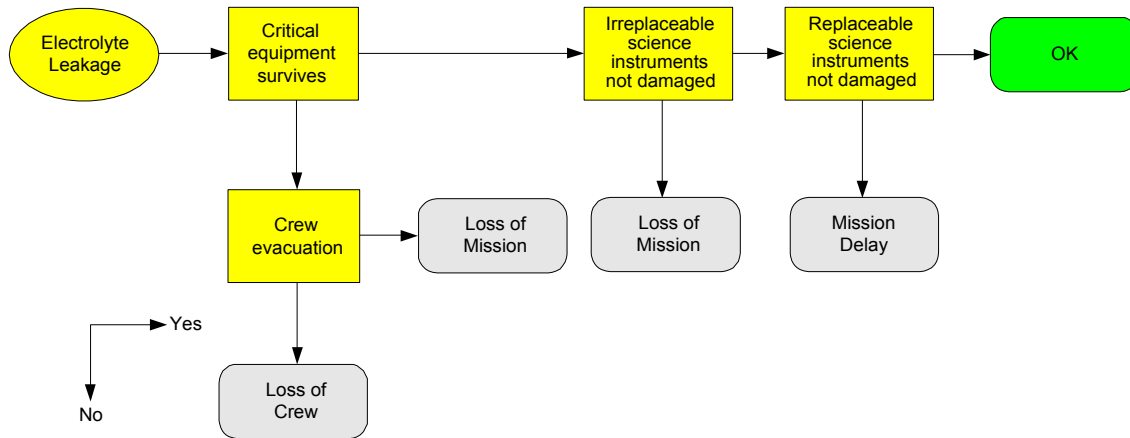 Electrolyte
Leakage
Critical
equipment
survives
Irreplaceable
science
instruments
not damaged
Replaceable
science
instruments
not damaged
OK
Crew
evacuation
Loss of
Mission
Loss of
Mission
Mission
Delay
Yes
No
Loss of
Crew